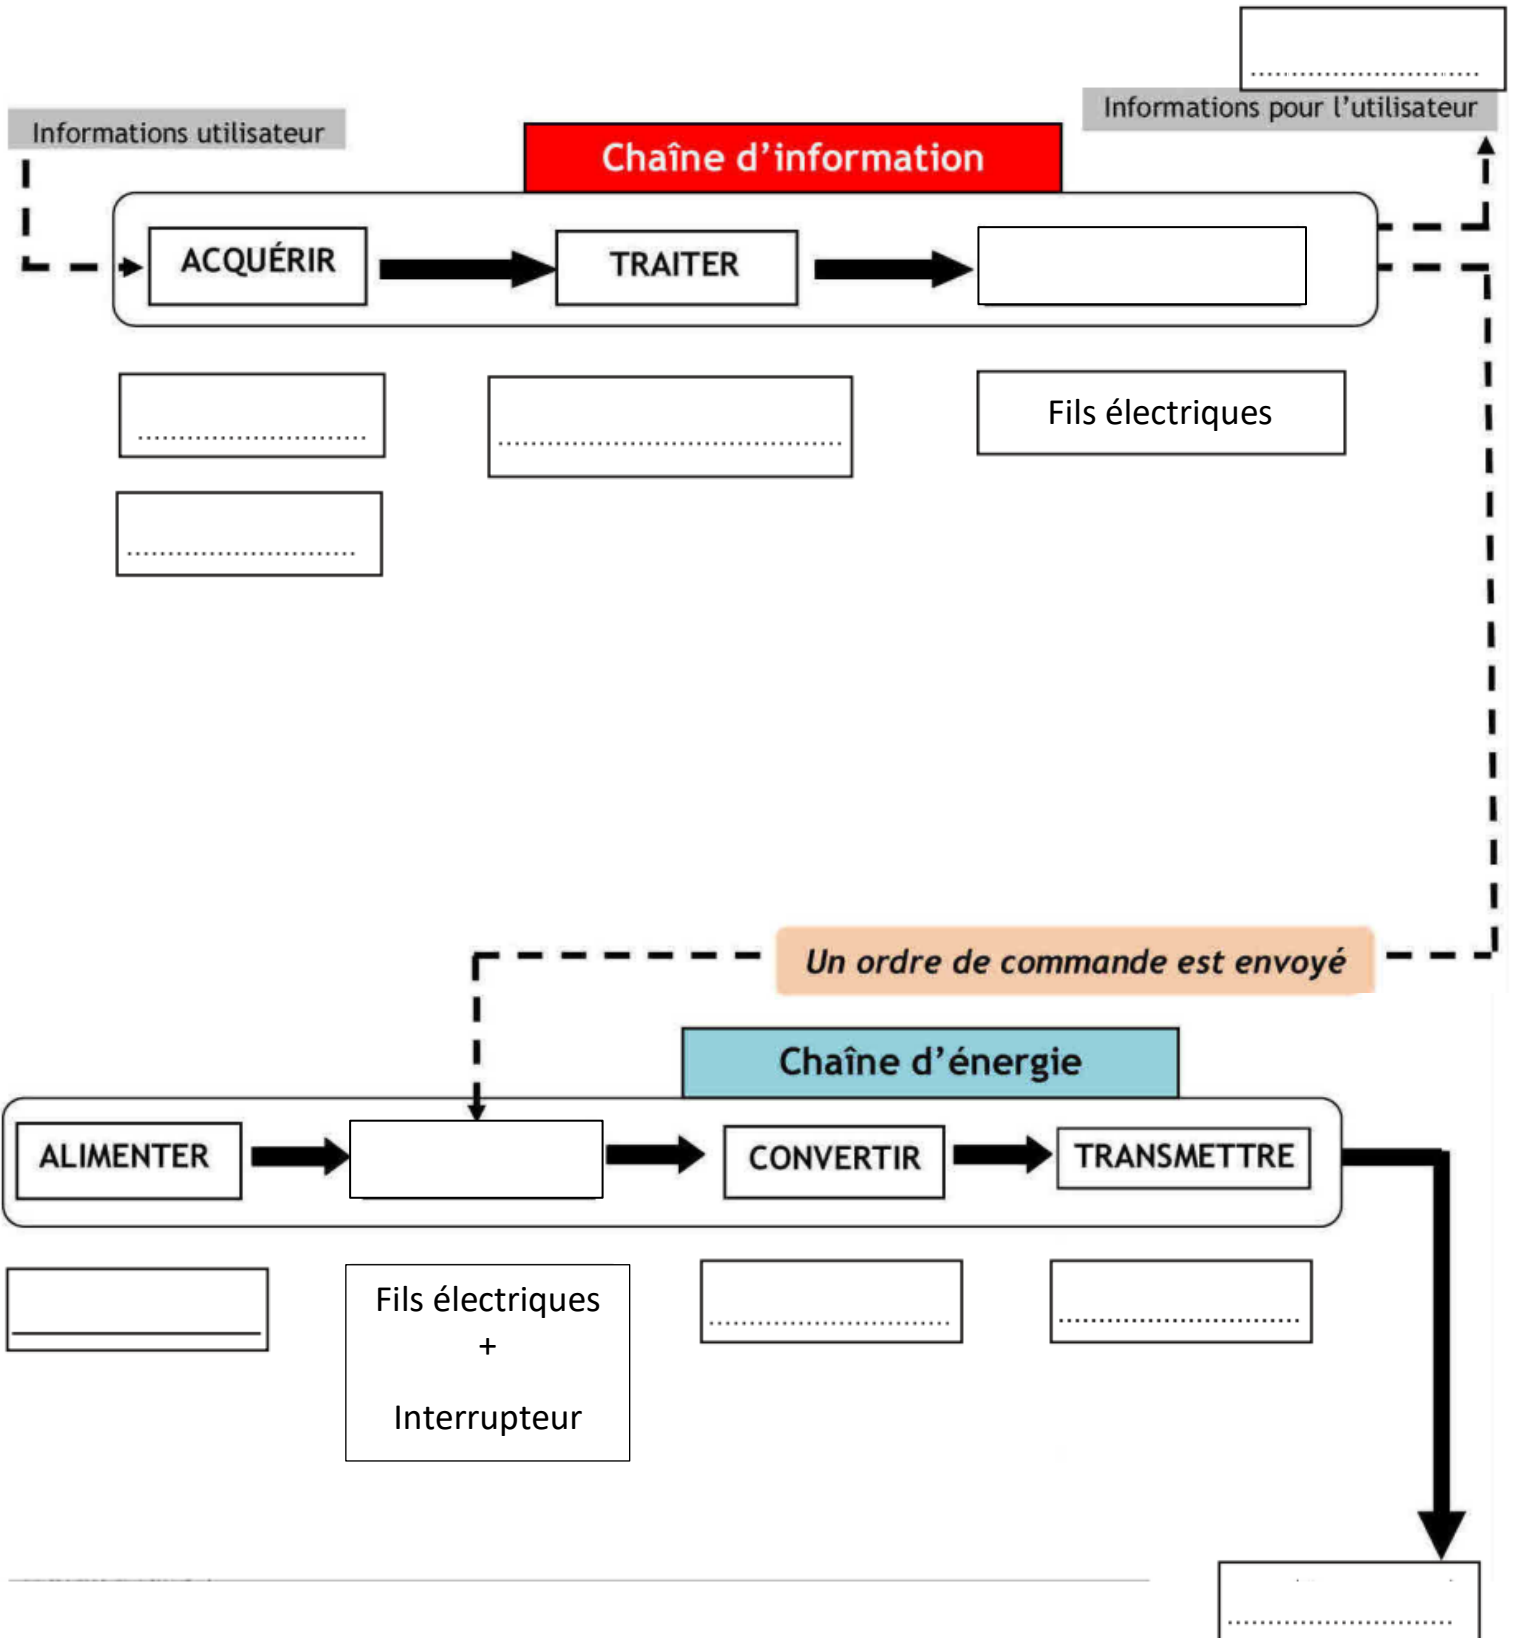 Informations pour l'utilisateur
Informations utilisateur
Chaîne d'information
ACQUÉRIR
TRAITER
Fils électriques
Un ordre de commande est envoyé
Chaîne d'énergie
ALIMENTER
CONVERTIR
TRANSMETTRE
Fils électriques
+
Interrupteur